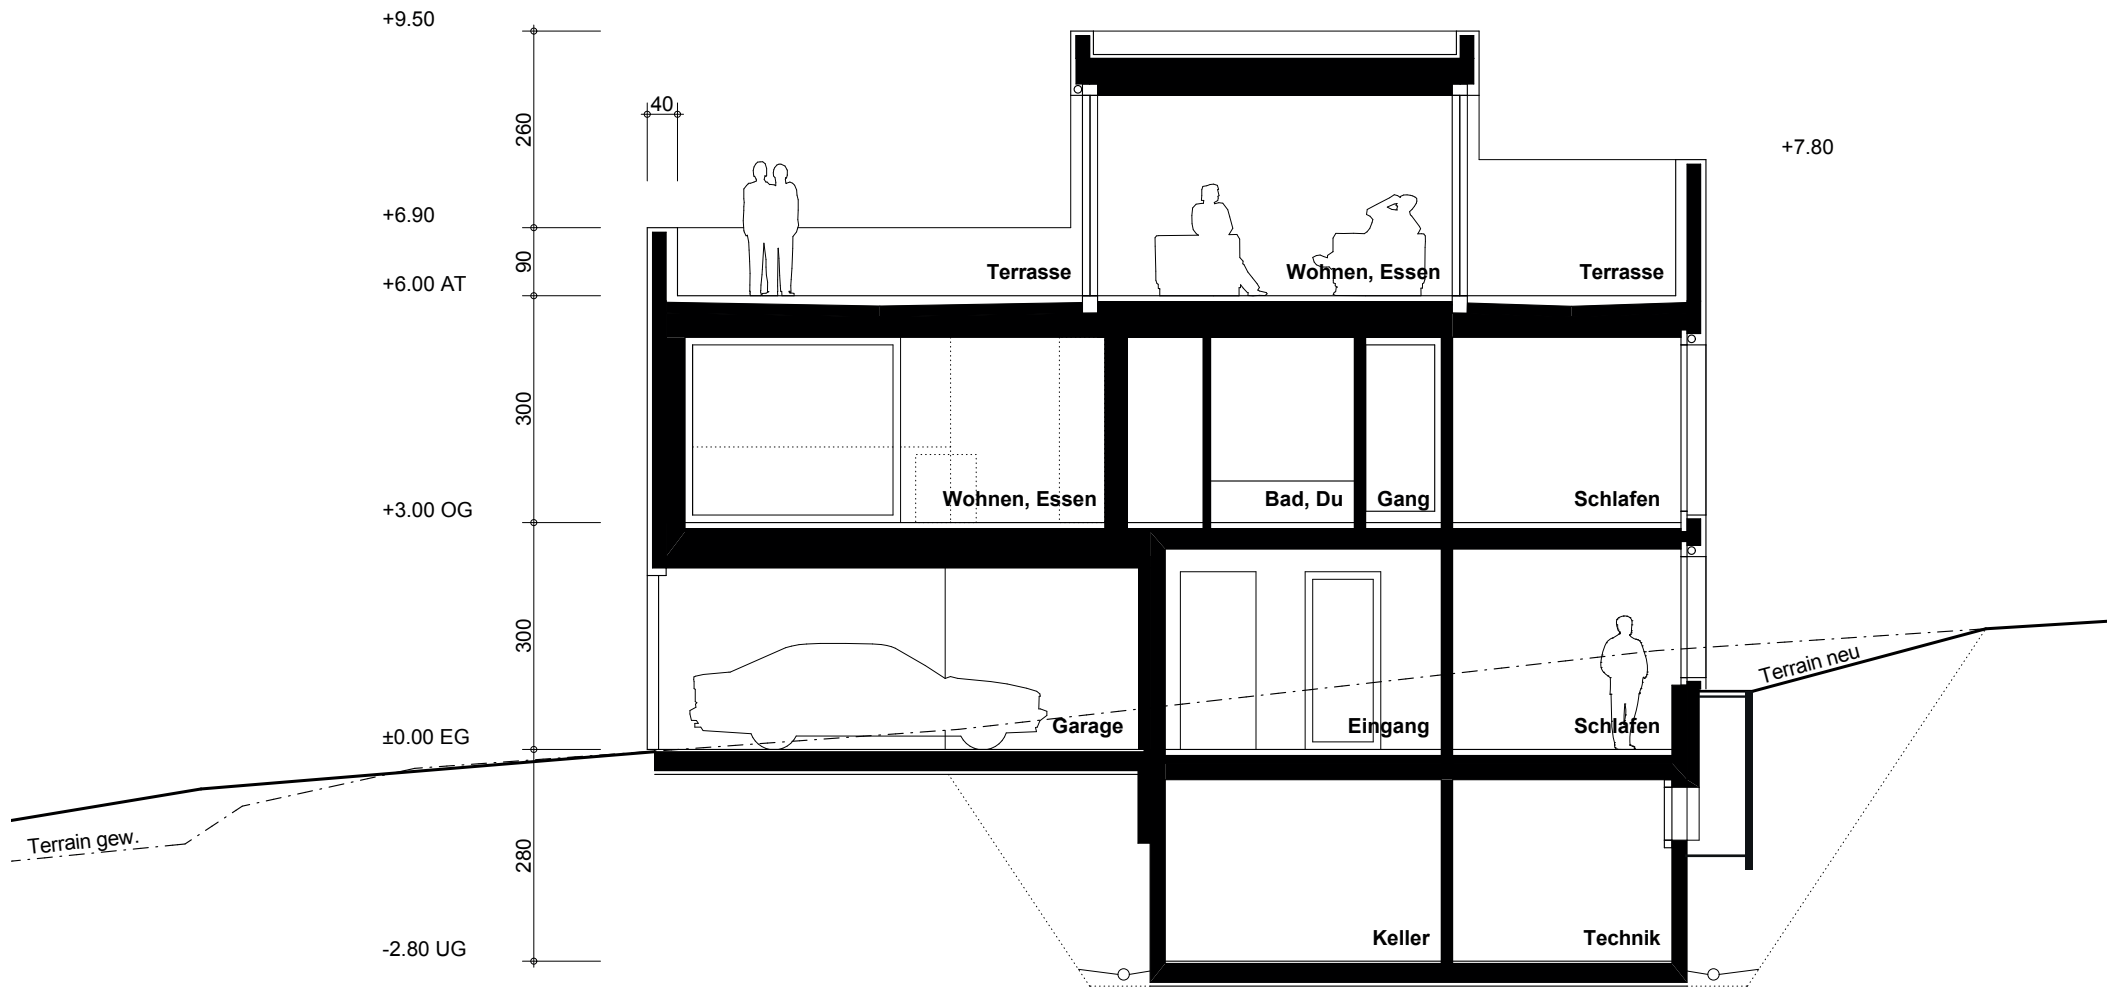 +9.50
40
260
+7.80
+6.90
90
+6.00 AT
Terrasse
Wohnen, Essen
Terrasse
300
+3.00 OG
Wohnen, Essen
Bad, Du
Gang
Schlafen
300
Terrain neu
±0.00 EG
Garage
Eingang
Schlafen
Terrain gew.
280
-2.80 UG
Keller
Technik